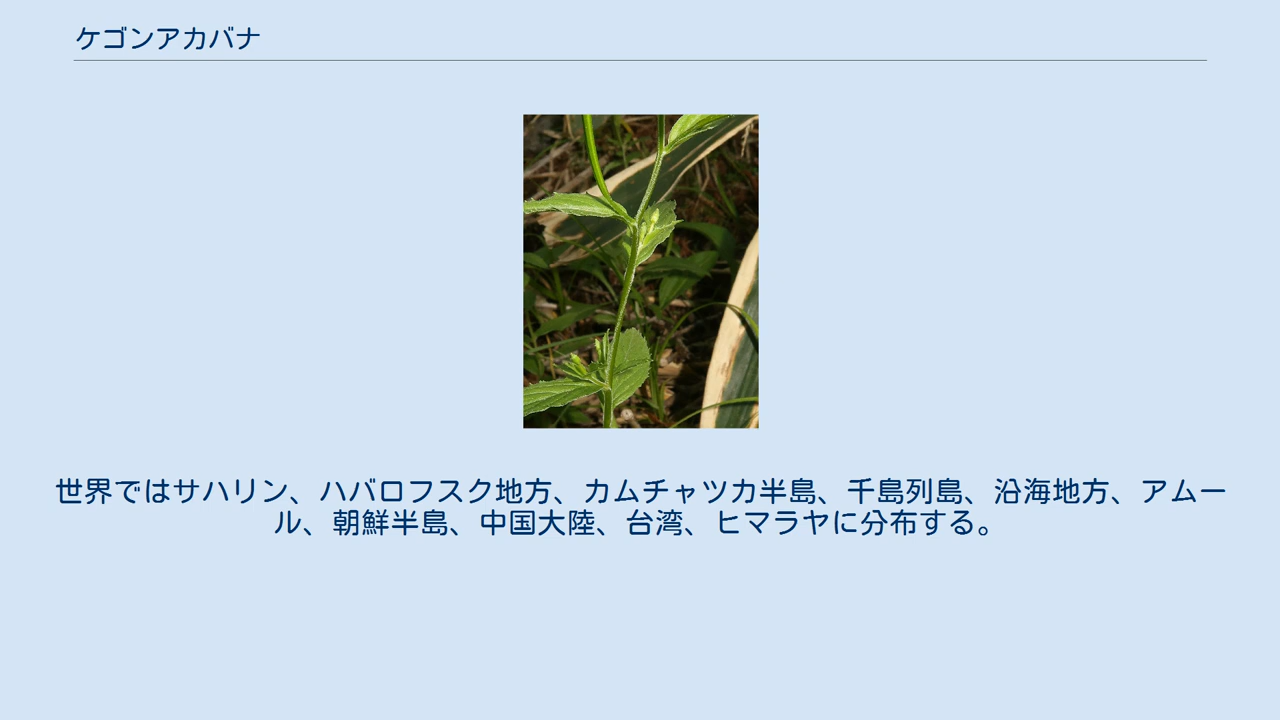 ケゴンアカバナ
世界ではサハリン、ハバロフスク地方、カムチャツカ半島、千島列島、沿海地方、アムー
ル、朝鮮半島、中国大陸、台湾、ヒマラヤに分布する。